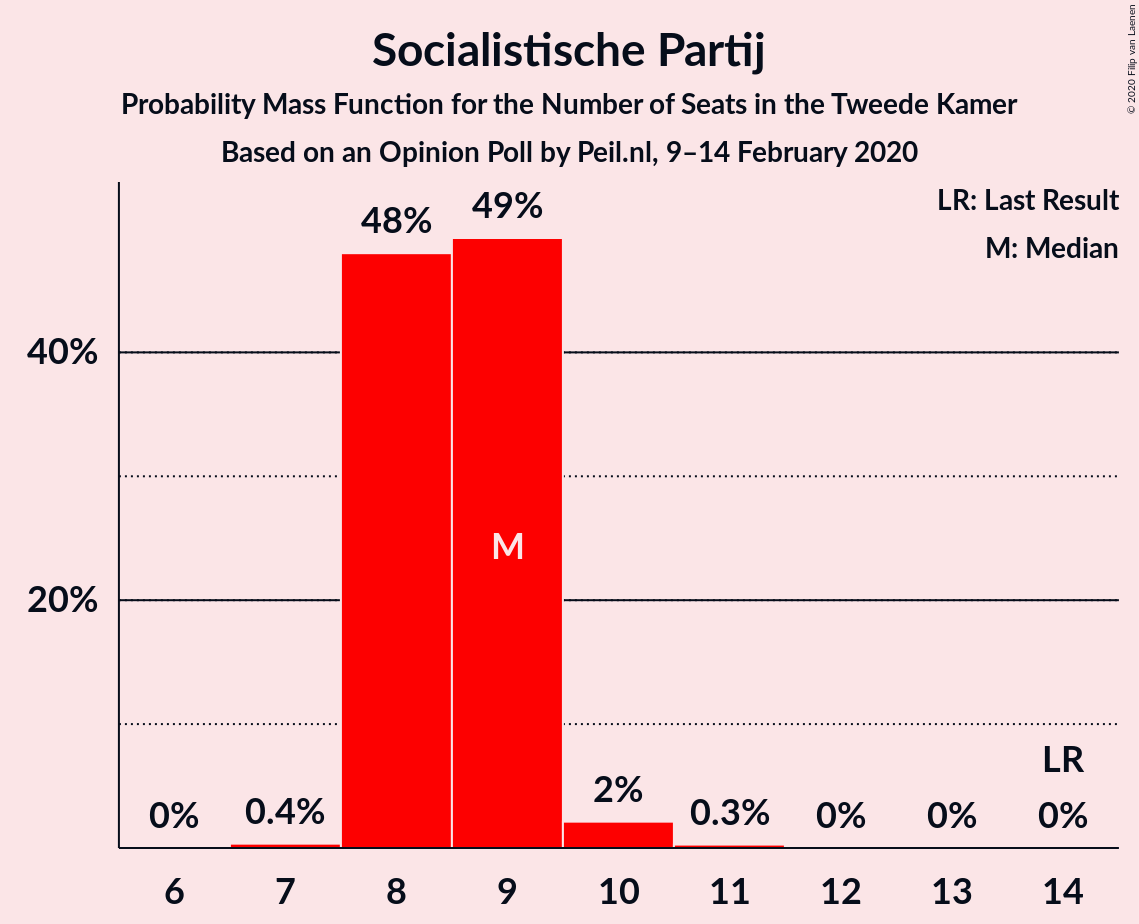 Socialistische Partij
Probability Mass Function for the Number of Seats in the Tweede Kamer
Based on an Opinion Poll by Peil.nl, 9–14 February 2020
© 2020 Filip van Laenen
LR: Last Result
M: Median
48%
49%
40%
M
20%
LR
0%
0.4%
2%
0.3%
0%
0%
0%
6
7
8
9
10
11
12
13
14